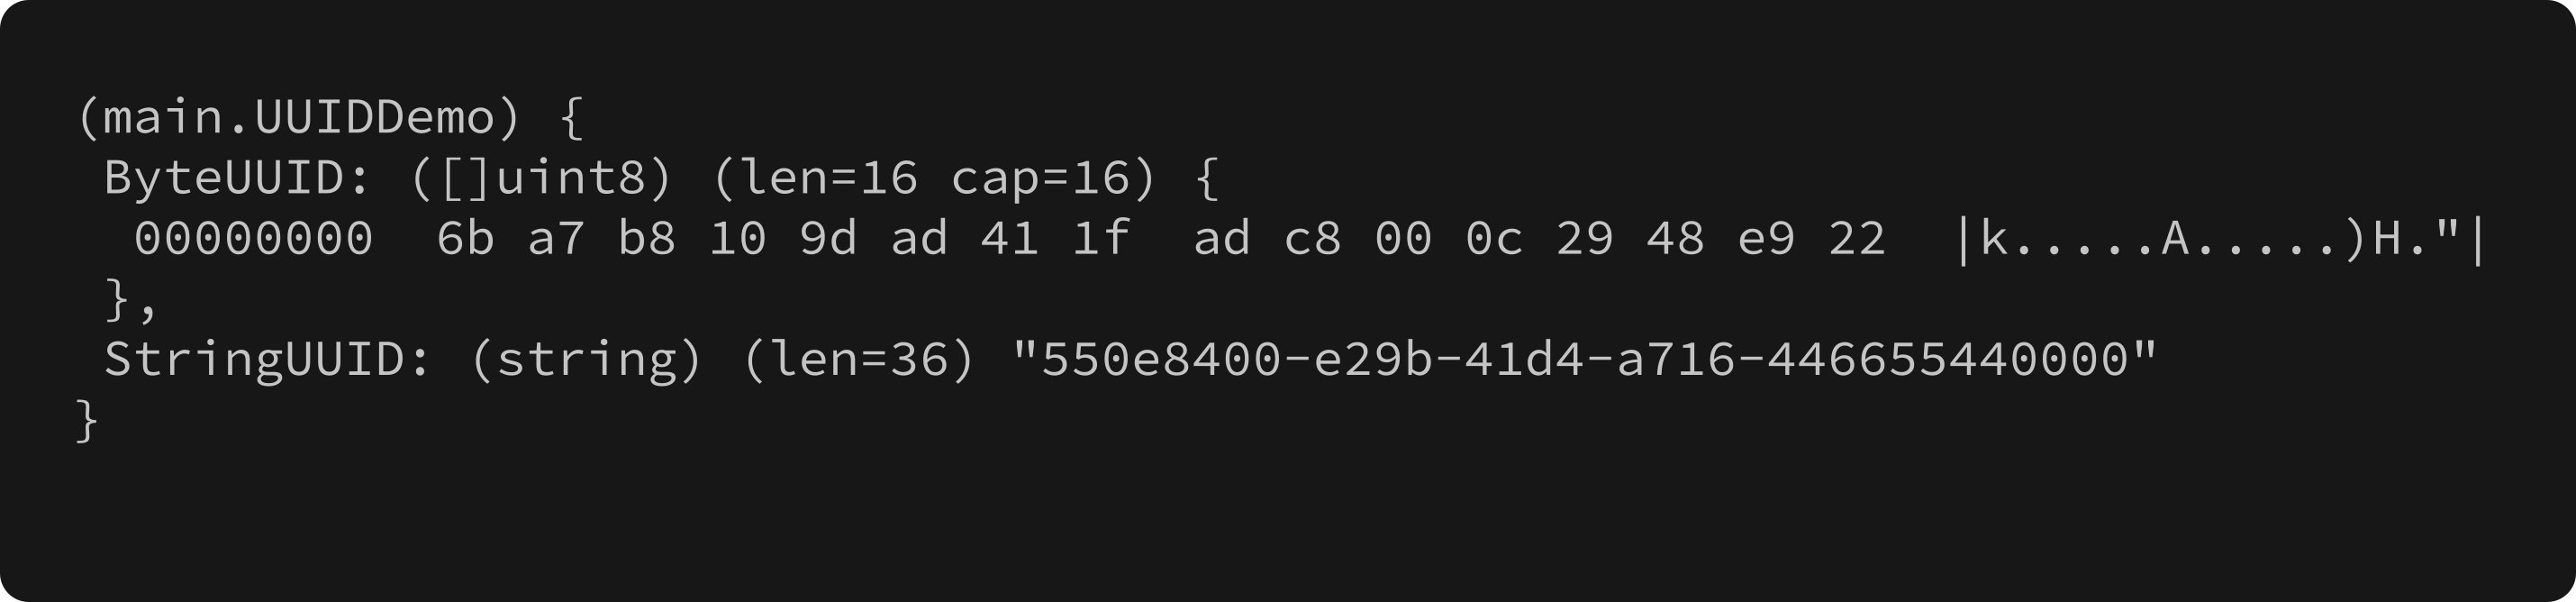 (main.UUIDDemo) {
 ByteUUID: ([]uint8) (len=16 cap=16) {
  00000000  6b a7 b8 10 9d ad 41 1f  ad c8 00 0c 29 48 e9 22  |k.....A.....)H."|
 },
 StringUUID: (string) (len=36) "550e8400-e29b-41d4-a716-446655440000"
}